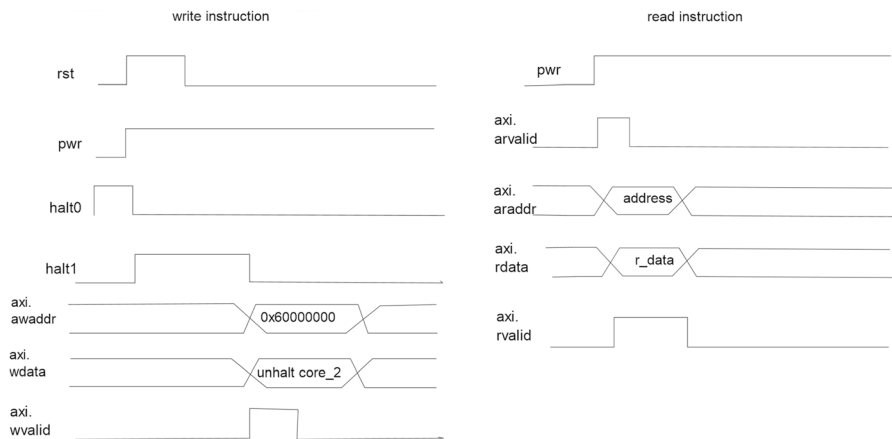 write instruction
rst
pwr
halt0
halt1
axi.
awaddr
0x60000000
axi.
wdata
unhalt core_2
axi.
wvalid
read instruction
pwr
axi.
arvalid
axi.
araddr
address
axi.
rdata
r_data
axi.
rvalid